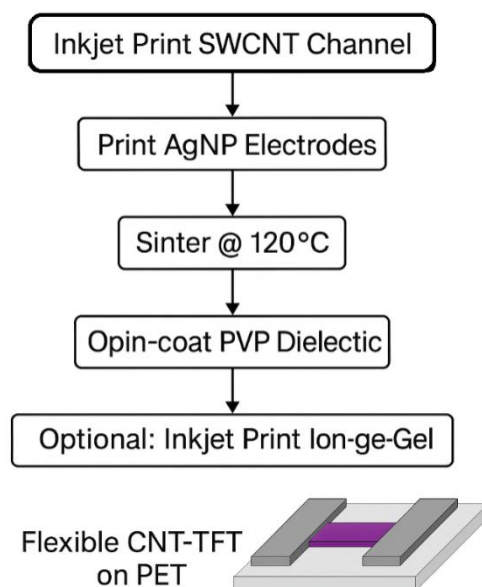 Inkjet Print SWCNT Channel
Print AgNP Electrodes
Sinter @ 120°C
Opin-coat PVP Dielectic
Optional: Inkjet Print Ion-ge-Gel
Flexible CNT-TFT
on PET